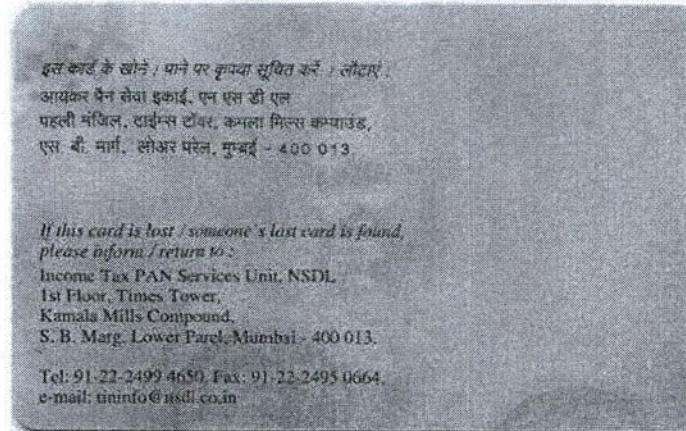 इस कार्ड के खोने / पाने पर कृपया सूचित करें / लौटाएं :
आयकर पैन सेवा इकाई, एन एस डी एल
पहली मंजिल, टाईम्स टॉवर, कमला मिल्स कम्पाउंड,
एस. बी. मार्ग, लोअर परेल, मुम्बई - 400 013.
If this card is lost / someone's lost card is found,
please inform / return to :
Income Tax PAN Services Unit, NSDL
1st Floor, Times Tower,
Kamala Mills Compound,
S. B. Marg, Lower Parel, Mumbai - 400 013.
Tel: 91-22-2499 4650, Fax: 91-22-2495 0664,
e-mail: tininfo@nsdl.co.in